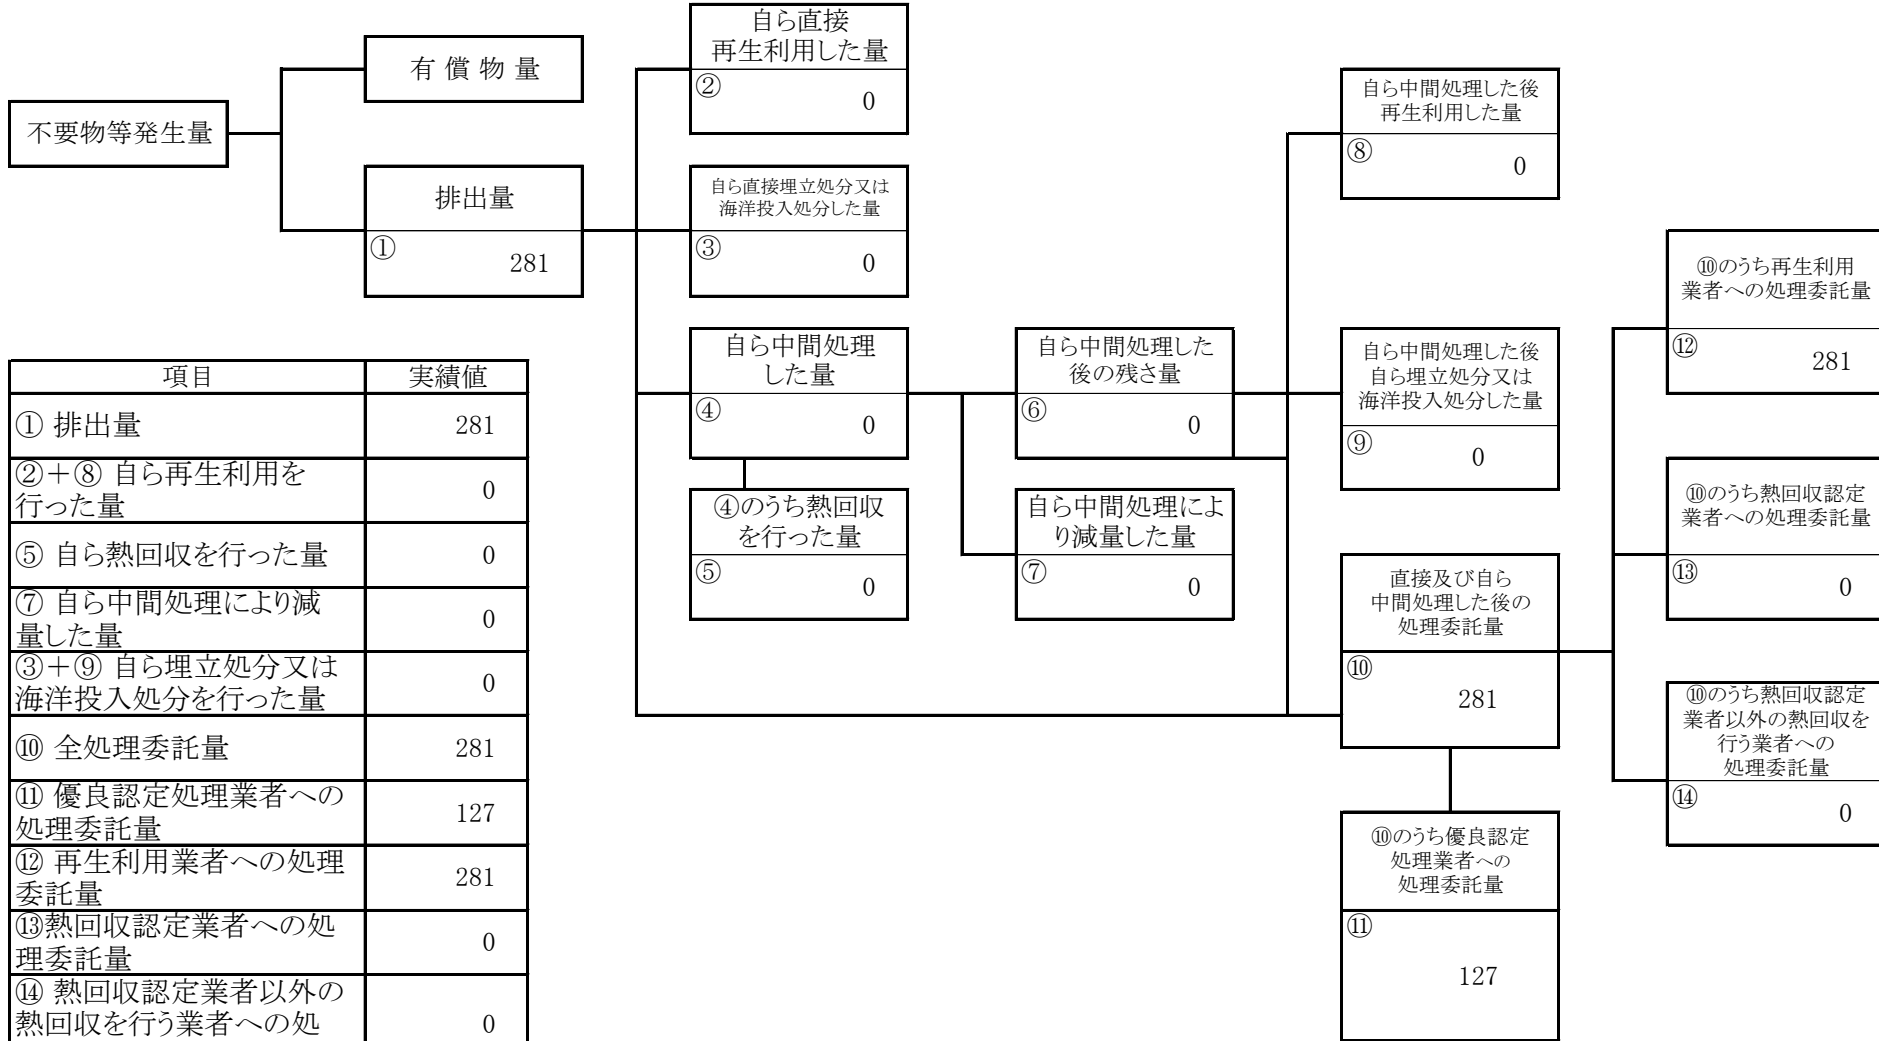 不要物等発生量
有償物量
排出量
①
281
自ら直接
再生利用した量
②
0
自ら直接埋立処分又は
海洋投入処分した量
③
0
自ら中間処理
した量
④
0
④のうち熱回収
を行った量
⑤
0
自ら中間処理した
後の残さ量
⑥
0
自ら中間処理によ
り減量した量
⑦
0
自ら中間処理した後
再生利用した量
⑧
0
自ら中間処理した後
自ら埋立処分又は
海洋投入処分した量
⑨
0
直接及び自ら
中間処理した後の
処理委託量
⑩
281
⑩のうち優良認定
処理業者への
処理委託量
⑪
127
⑩のうち再生利用
業者への処理委託量
⑫
281
⑩のうち熱回収認定
業者への処理委託量
⑬
0
⑩のうち熱回収認定
業者以外の熱回収を
行う業者への
処理委託量
⑭
0
項目 実績値
① 排出量 281
②＋⑧ 自ら再生利用を
行った量 0
⑤ 自ら熱回収を行った量 0
⑦ 自ら中間処理により減
量した量 0
③＋⑨ 自ら埋立処分又は
海洋投入処分を行った量 0
⑩ 全処理委託量 281
⑪ 優良認定処理業者への
処理委託量 127
⑫ 再生利用業者への処理
委託量 281
⑬熱回収認定業者への処
理委託量 0
⑭ 熱回収認定業者以外の
熱回収を行う業者への処 0